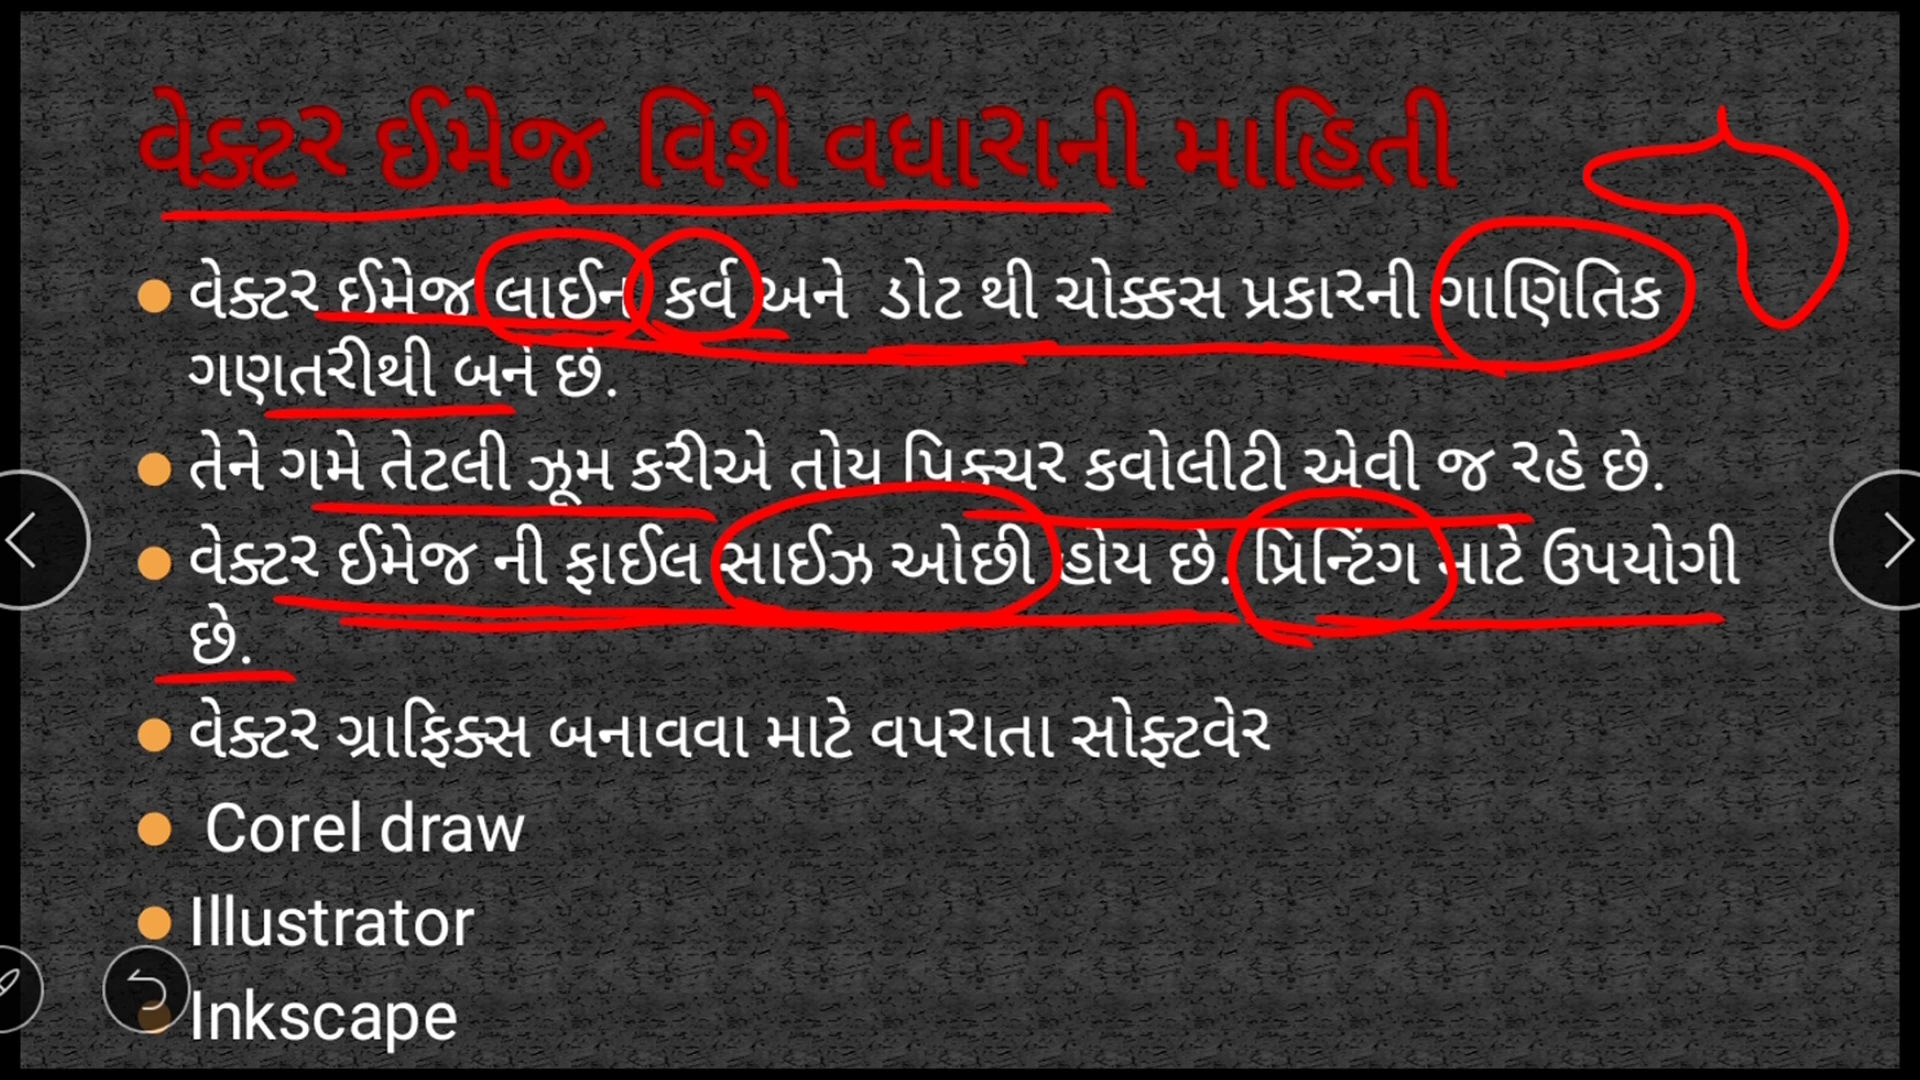 વેક્ટર ઈમેજ વિશે વધારાની માહિતી
વેક્ટર ઈમેજ લાઈન કર્વ અને ડોટ થી ચોક્કસ પ્રકારની ગાણિતિક
ગણતરીથી બને છે.
તેને ગમે તેટલી ઝૂમ કરીએ તોય પિક્ચર કવોલીટી એવી જ રહે છે.
વેક્ટર ઈમેજ ની ફાઈલ સાઈઝ ઓછી હોય છે. પ્રિન્ટિંગ માટે ઉપયોગી
છે.
વેક્ટર ગ્રાફિક્સ બનાવવા માટે વપરાતા સોફ્ટવેર
Corel draw
Illustrator
Inkscape